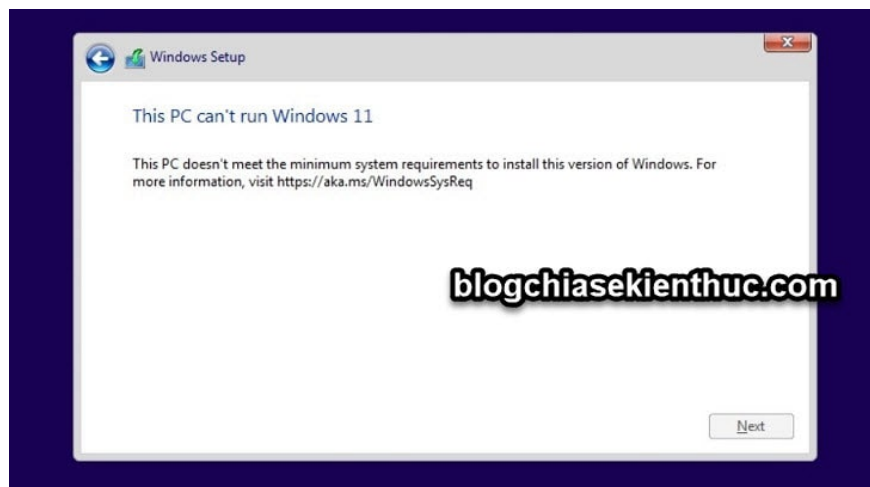 Windows Setup
This PC can't run Windows 11
This PC doesn't meet the minimum system requirements to install this version of Windows. For
more information, visit https://aka.ms/WindowsSysReq
blogchiasekienthuc.com
Next